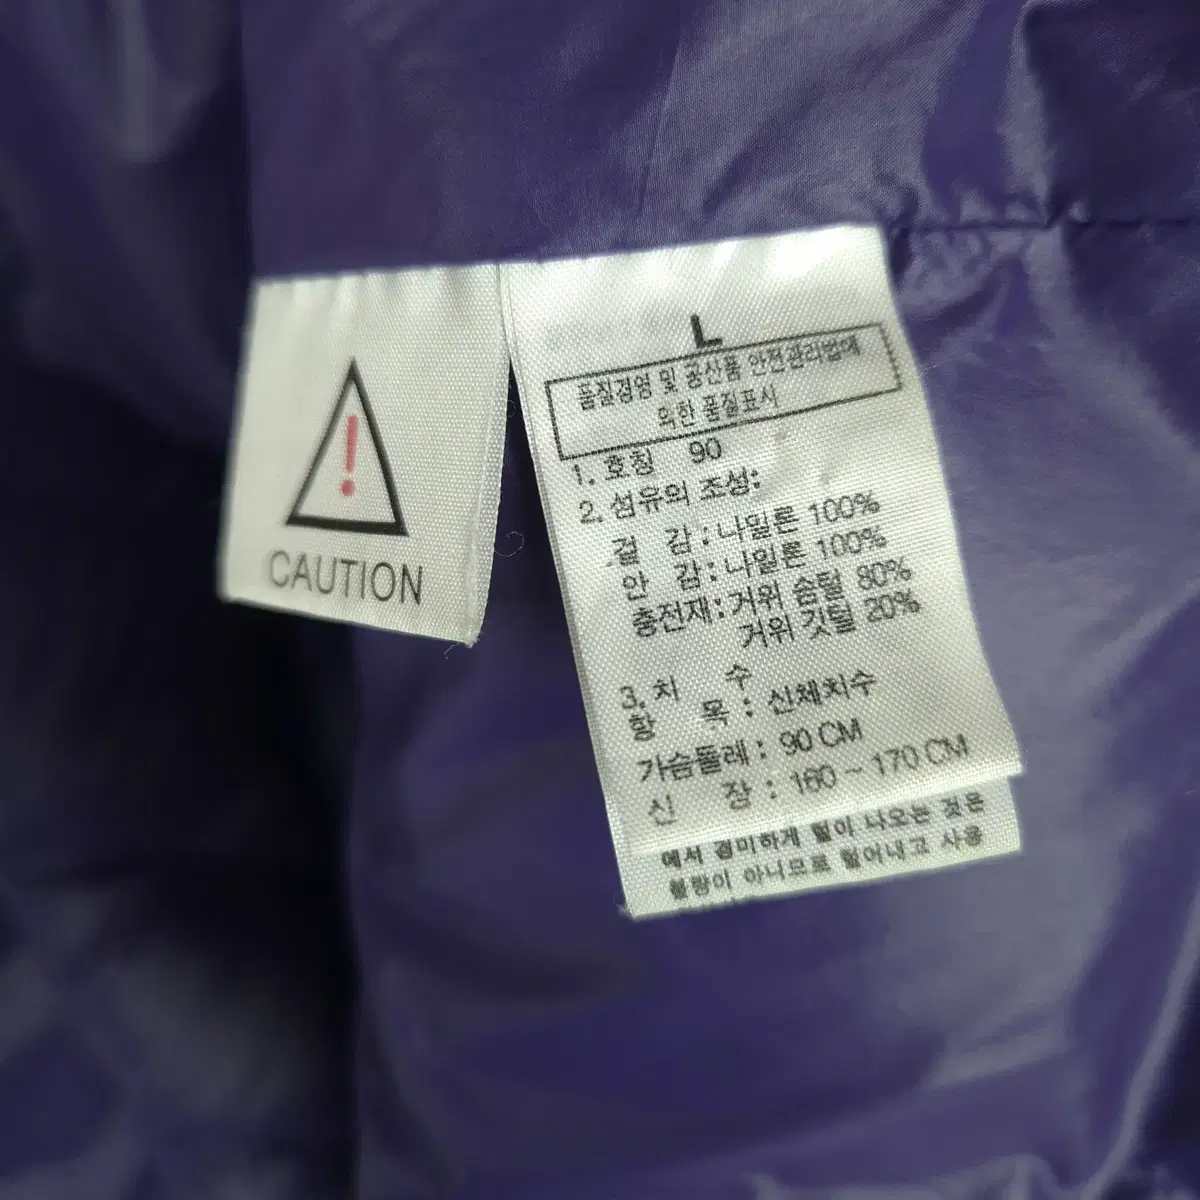 CAUTION
L
품질경영 및 공산품 안전관리법에
의한 품질표시
1. 호칭 90
2. 섬유의 조성:
겉 감 : 나일론 100%
안 감 : 나일론 100%
충전재 : 거위 솜털 80%
거위 깃털 20%
3. 치 수
항 목 : 신체치수
가슴둘레 : 90 CM
신 장 : 160 ~ 170 CM
에서 경미하게 털이 나오는 것은
불량이 아니므로 털어내고 사용